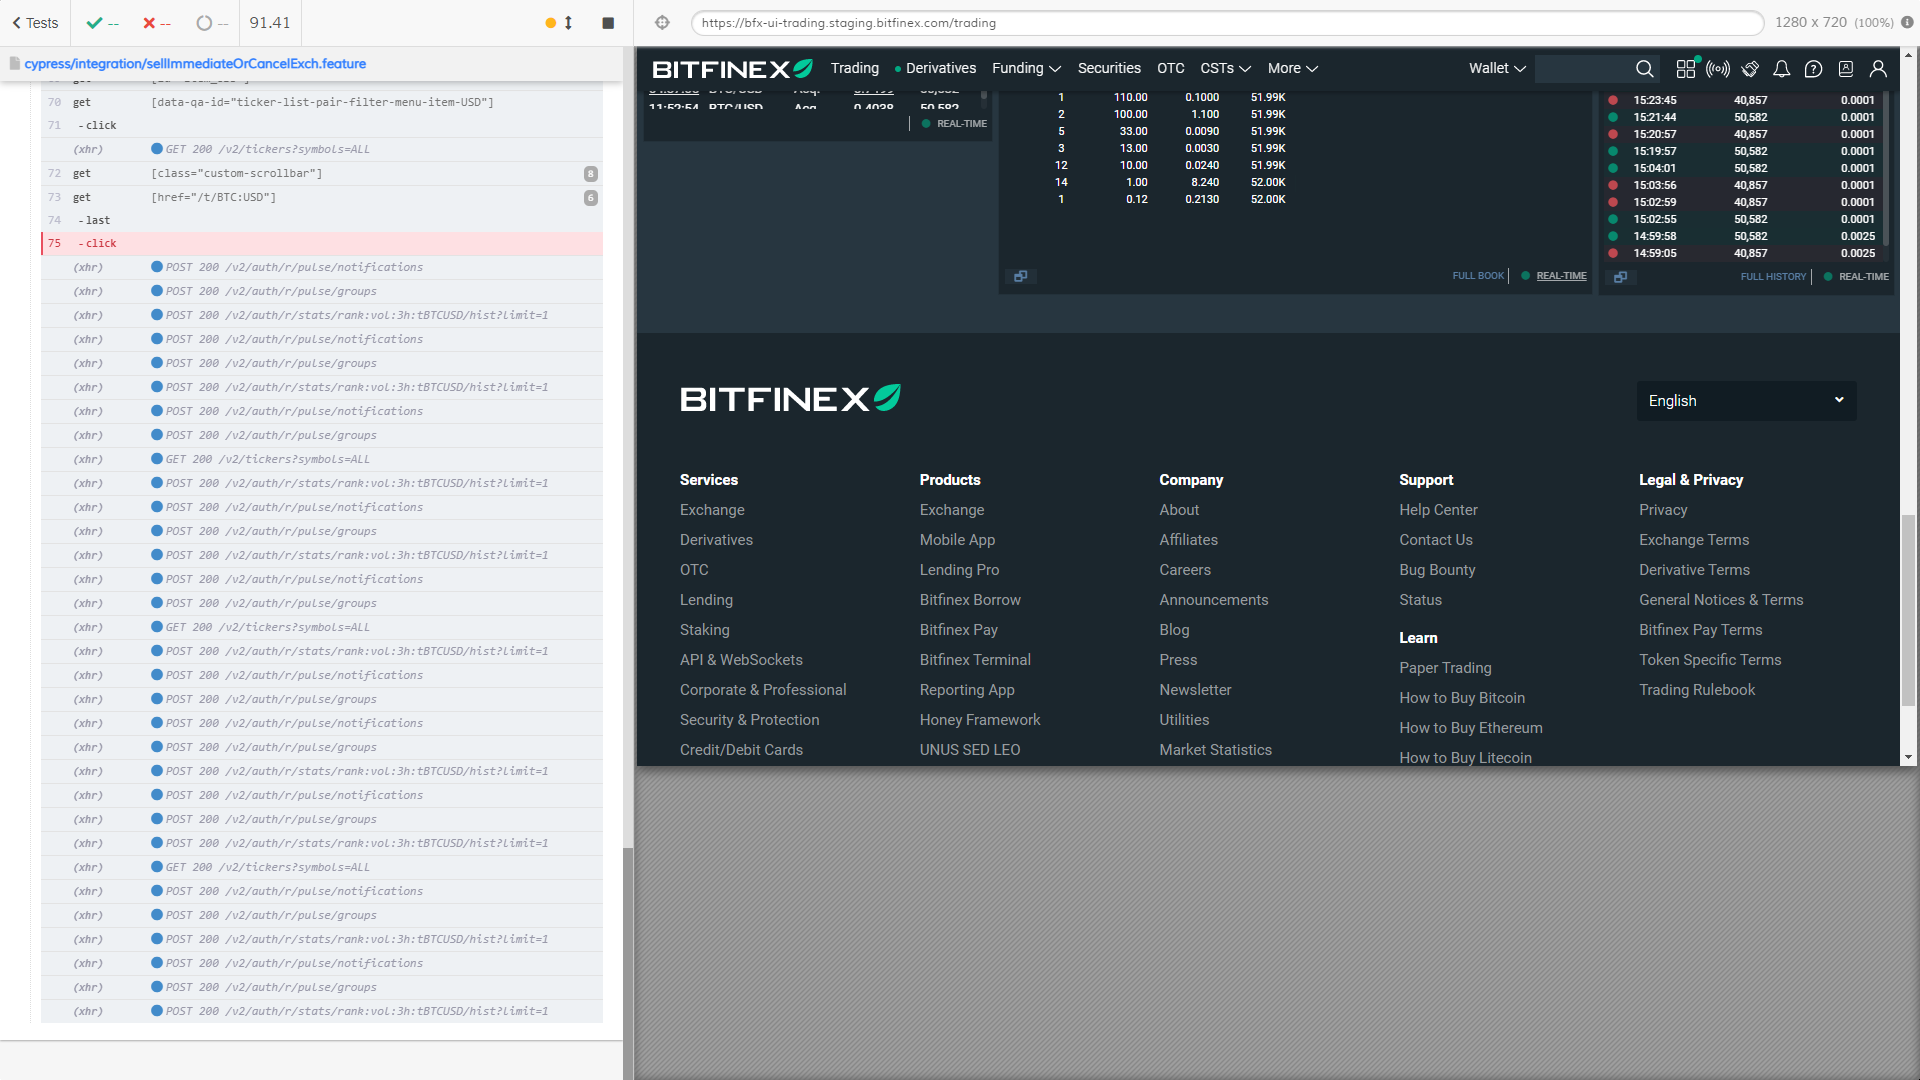 Tests
--
--
--
91.41
https://bfx-ui-trading.staging.bitfinex.com/trading
1280 x 720 (100%)
cypress/integration/sellImmediateOrCancelExch.feature
70 get [data-qa-id="ticker-list-pair-filter-menu-item-USD"]
71 - click
(xhr) GET 200 /v2/tickers?symbols=ALL
72 get [class="custom-scrollbar"] 8
73 get [href="/t/BTC:USD"] 6
74 - last
75 - click
(xhr) POST 200 /v2/auth/r/pulse/notifications
(xhr) POST 200 /v2/auth/r/pulse/groups
(xhr) POST 200 /v2/auth/r/stats/rank:vol:3h:tBTCUSD/hist?limit=1
(xhr) POST 200 /v2/auth/r/pulse/notifications
(xhr) POST 200 /v2/auth/r/pulse/groups
(xhr) POST 200 /v2/auth/r/stats/rank:vol:3h:tBTCUSD/hist?limit=1
(xhr) POST 200 /v2/auth/r/pulse/notifications
(xhr) POST 200 /v2/auth/r/pulse/groups
(xhr) GET 200 /v2/tickers?symbols=ALL
(xhr) POST 200 /v2/auth/r/stats/rank:vol:3h:tBTCUSD/hist?limit=1
(xhr) POST 200 /v2/auth/r/pulse/notifications
(xhr) POST 200 /v2/auth/r/pulse/groups
(xhr) POST 200 /v2/auth/r/stats/rank:vol:3h:tBTCUSD/hist?limit=1
(xhr) POST 200 /v2/auth/r/pulse/notifications
(xhr) POST 200 /v2/auth/r/pulse/groups
(xhr) GET 200 /v2/tickers?symbols=ALL
(xhr) POST 200 /v2/auth/r/stats/rank:vol:3h:tBTCUSD/hist?limit=1
(xhr) POST 200 /v2/auth/r/pulse/notifications
(xhr) POST 200 /v2/auth/r/pulse/groups
(xhr) POST 200 /v2/auth/r/pulse/notifications
(xhr) POST 200 /v2/auth/r/pulse/groups
(xhr) POST 200 /v2/auth/r/stats/rank:vol:3h:tBTCUSD/hist?limit=1
(xhr) POST 200 /v2/auth/r/pulse/notifications
(xhr) POST 200 /v2/auth/r/pulse/groups
(xhr) POST 200 /v2/auth/r/stats/rank:vol:3h:tBTCUSD/hist?limit=1
(xhr) GET 200 /v2/tickers?symbols=ALL
(xhr) POST 200 /v2/auth/r/pulse/notifications
(xhr) POST 200 /v2/auth/r/pulse/groups
(xhr) POST 200 /v2/auth/r/stats/rank:vol:3h:tBTCUSD/hist?limit=1
(xhr) POST 200 /v2/auth/r/pulse/notifications
(xhr) POST 200 /v2/auth/r/pulse/groups
(xhr) POST 200 /v2/auth/r/stats/rank:vol:3h:tBTCUSD/hist?limit=1
BITFINEX Trading Derivatives Funding Securities OTC CSTs More Wallet
11:52:54 BTC/USD Acq. 0.4038 50,582
REAL-TIME
1 110.00 0.1000 51.99K
2 100.00 1.100 51.99K
5 33.00 0.0090 51.99K
3 13.00 0.0030 51.99K
12 10.00 0.0240 51.99K
14 1.00 8.240 52.00K
1 0.12 0.2130 52.00K
FULL BOOK REAL-TIME
15:23:45 40,857 0.0001
15:21:44 50,582 0.0001
15:20:57 40,857 0.0001
15:19:57 50,582 0.0001
15:04:01 50,582 0.0001
15:03:56 40,857 0.0001
15:02:59 40,857 0.0001
15:02:55 50,582 0.0001
14:59:58 50,582 0.0025
14:59:05 40,857 0.0025
FULL HISTORY REAL-TIME
BITFINEX
English
Services
Exchange
Derivatives
OTC
Lending
Staking
API & WebSockets
Corporate & Professional
Security & Protection
Credit/Debit Cards
Products
Exchange
Mobile App
Lending Pro
Bitfinex Borrow
Bitfinex Pay
Bitfinex Terminal
Reporting App
Honey Framework
UNUS SED LEO
Company
About
Affiliates
Careers
Announcements
Blog
Press
Newsletter
Utilities
Market Statistics
Support
Help Center
Contact Us
Bug Bounty
Status
Learn
Paper Trading
How to Buy Bitcoin
How to Buy Ethereum
How to Buy Litecoin
Legal & Privacy
Privacy
Exchange Terms
Derivative Terms
General Notices & Terms
Bitfinex Pay Terms
Token Specific Terms
Trading Rulebook